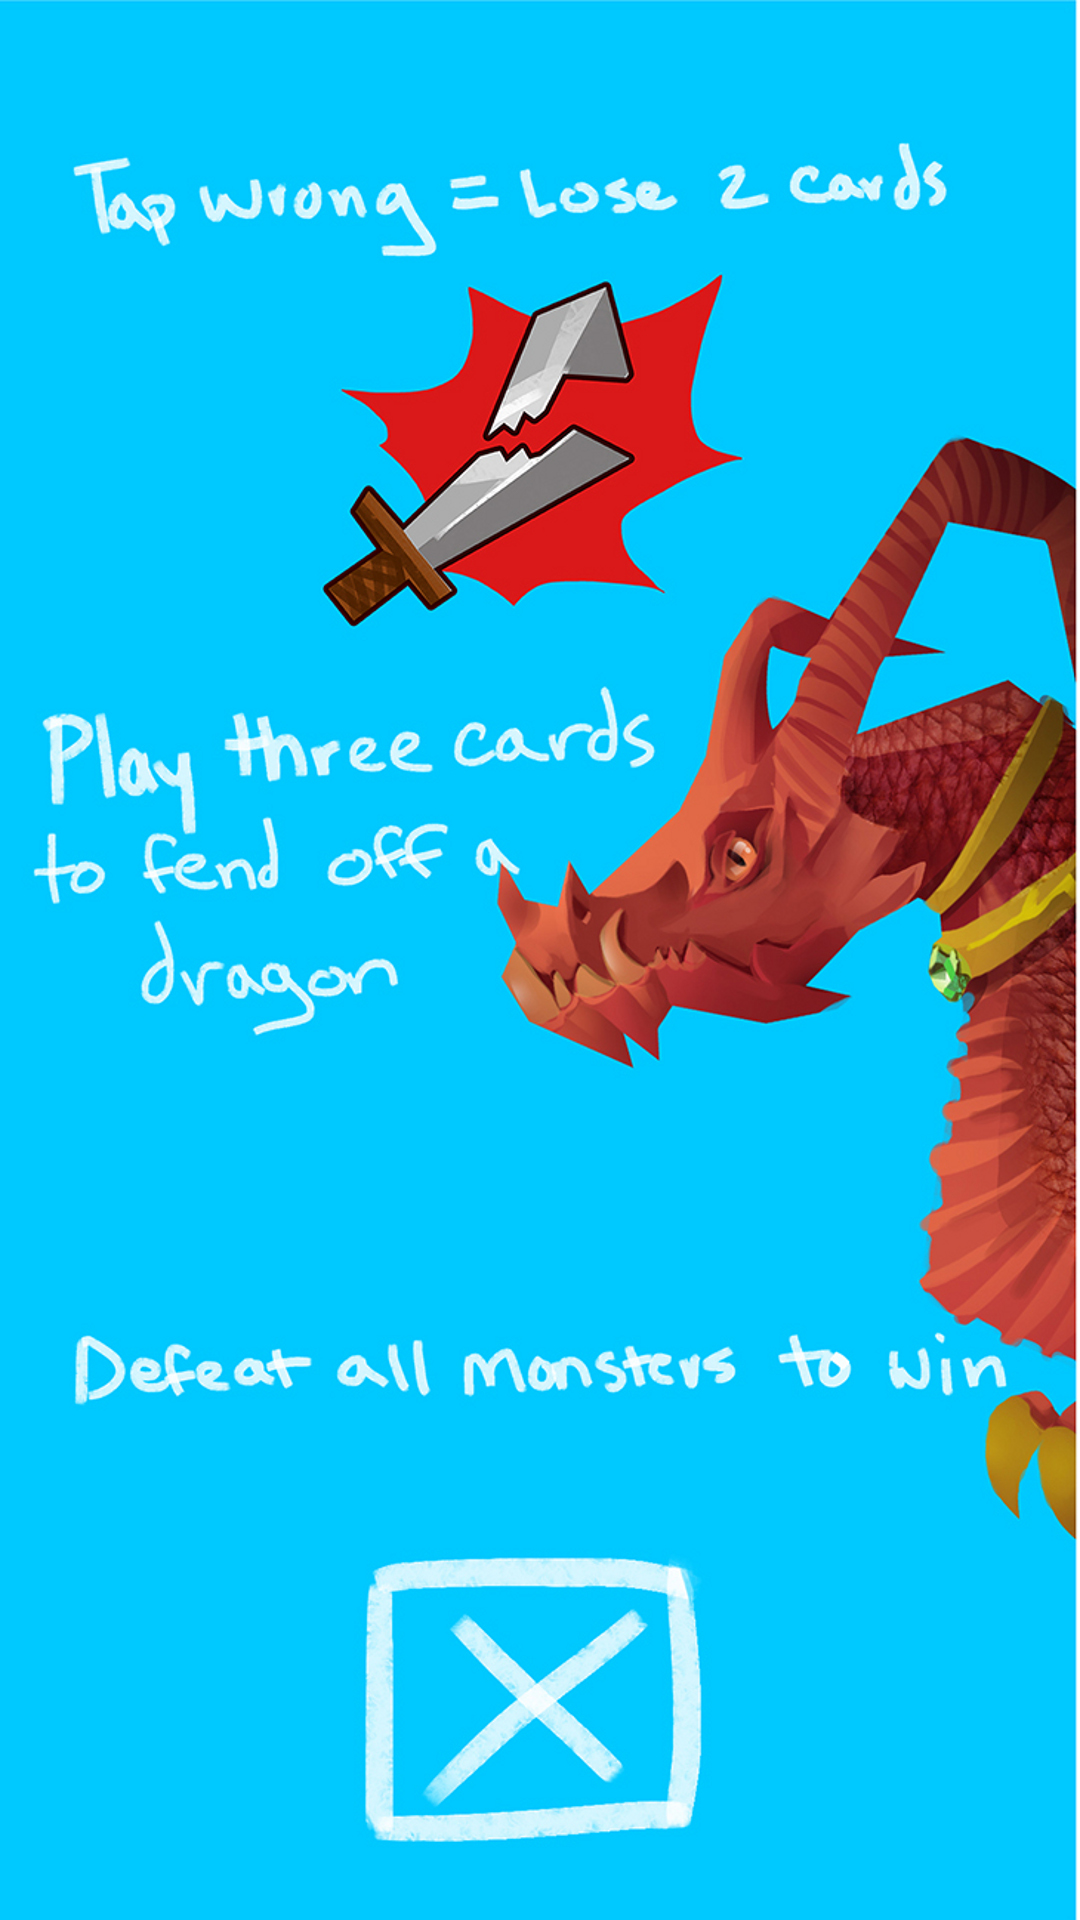 Tap wrong = Lose 2 cards
Play three cards
to fend off a
dragon
Defeat all monsters to win